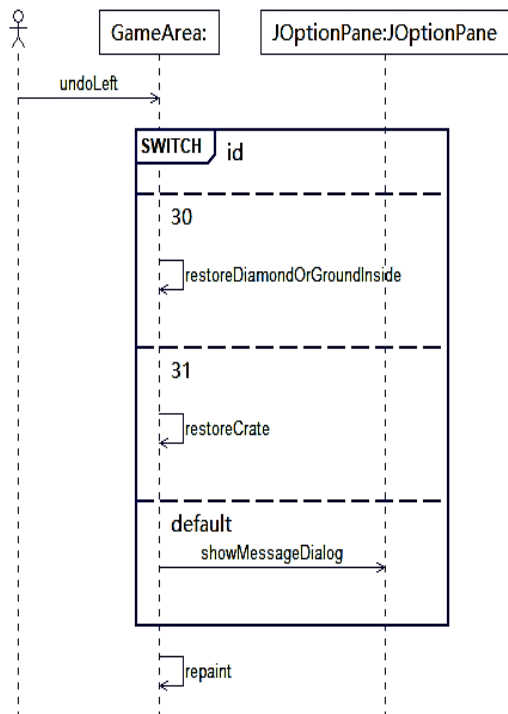 GameArea:
JOptionPane:JOptionPane
undoLeft
SWITCH
id
30
restoreDiamondOrGroundInside
31
restoreCrate
default
showMessageDialog
repaint